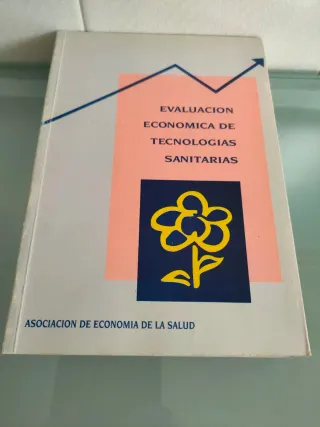 EVALUACION
ECONOMICA DE
TECNOLOGIAS
SANITARIAS
ASOCIACION DE ECONOMIA DE LA SALUD